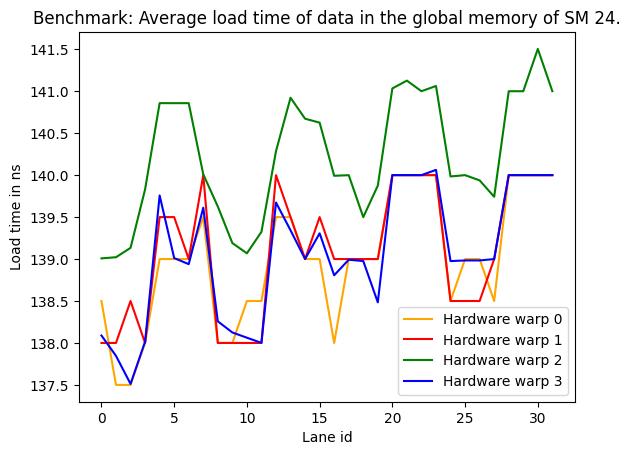 Benchmark: Average load time of data in the global memory of SM 24.
141.5
141.0
140.5
140.0
139.5
139.0
138.5
138.0
137.5
Load time in ns
0 5 10 15 20 25 30
Lane id
Hardware warp 0
Hardware warp 1
Hardware warp 2
Hardware warp 3